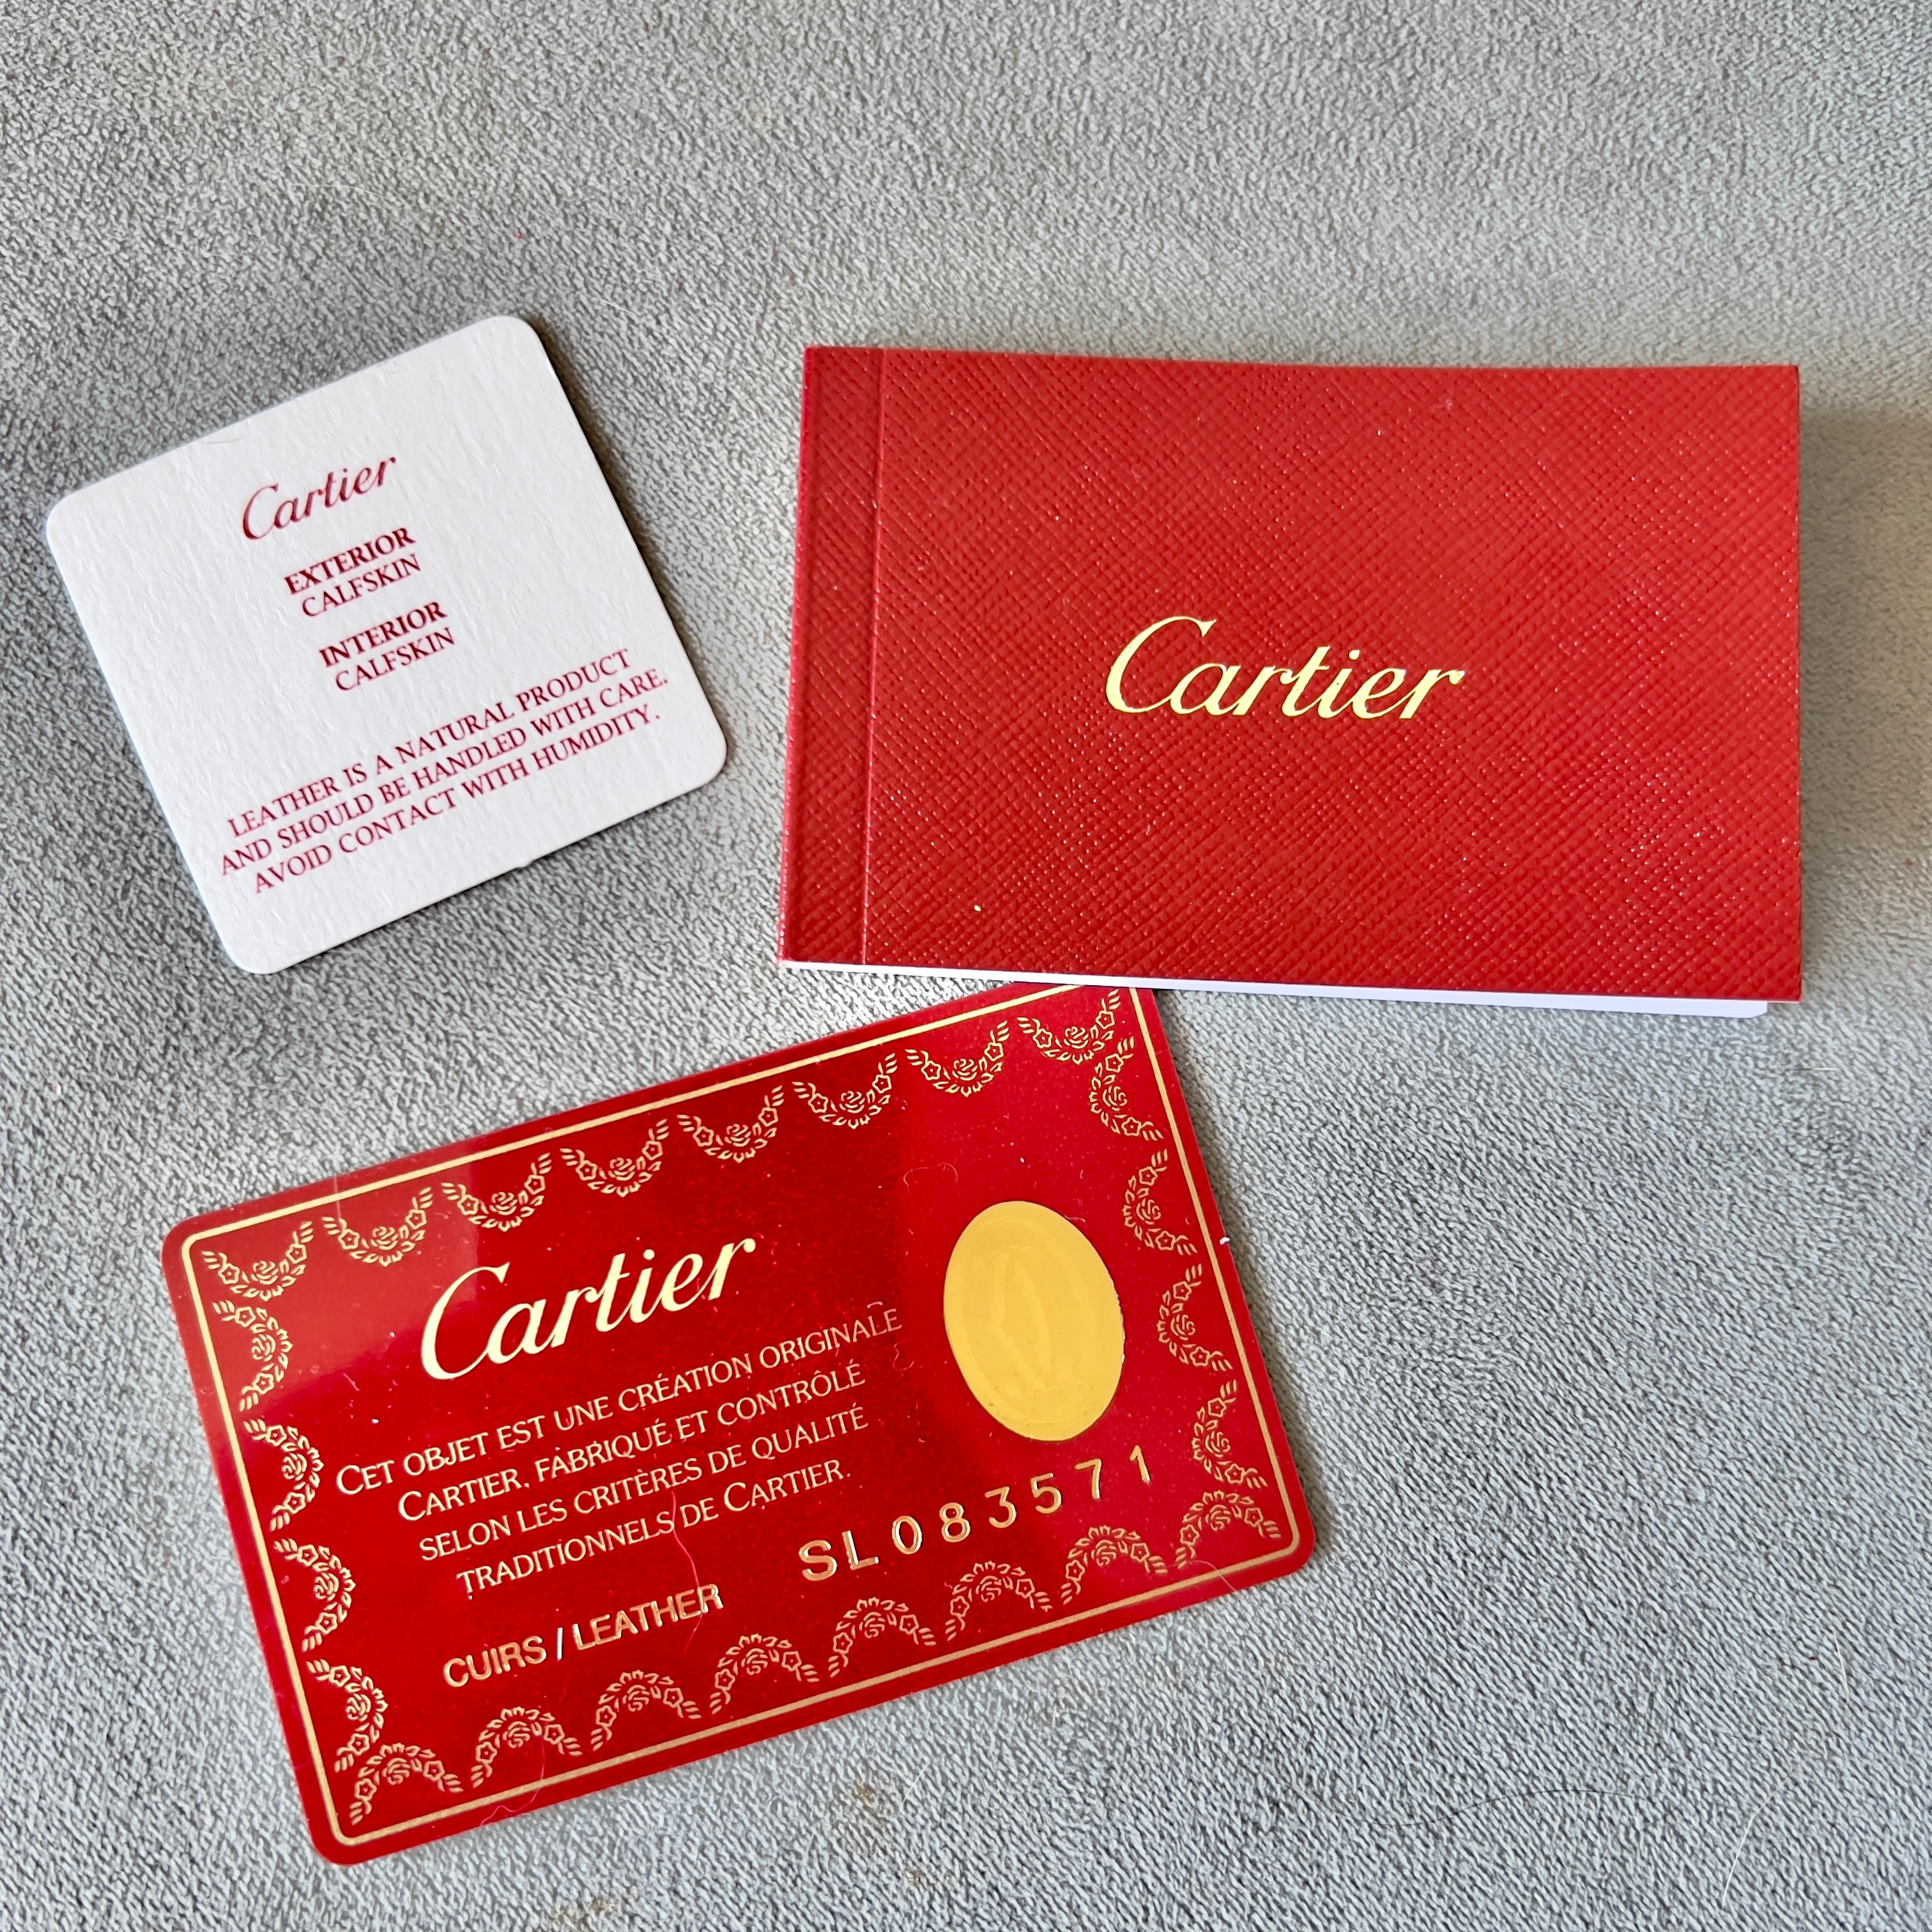 Cartier
EXTERIOR
CALFSKIN
INTERIOR
CALFSKIN
LEATHER IS A NATURAL PRODUCT
AND SHOULD BE HANDLED WITH CARE.
AVOID CONTACT WITH HUMIDITY.
Cartier
Cartier
CET OBJET EST UNE CRÉATION ORIGINALE
CARTIER, FABRIQUÉ ET CONTRÔLÉ
SELON LES CRITÈRES DE QUALITÉ
TRADITIONNELS DE CARTIER.
SL083571
CUIRS / LEATHER